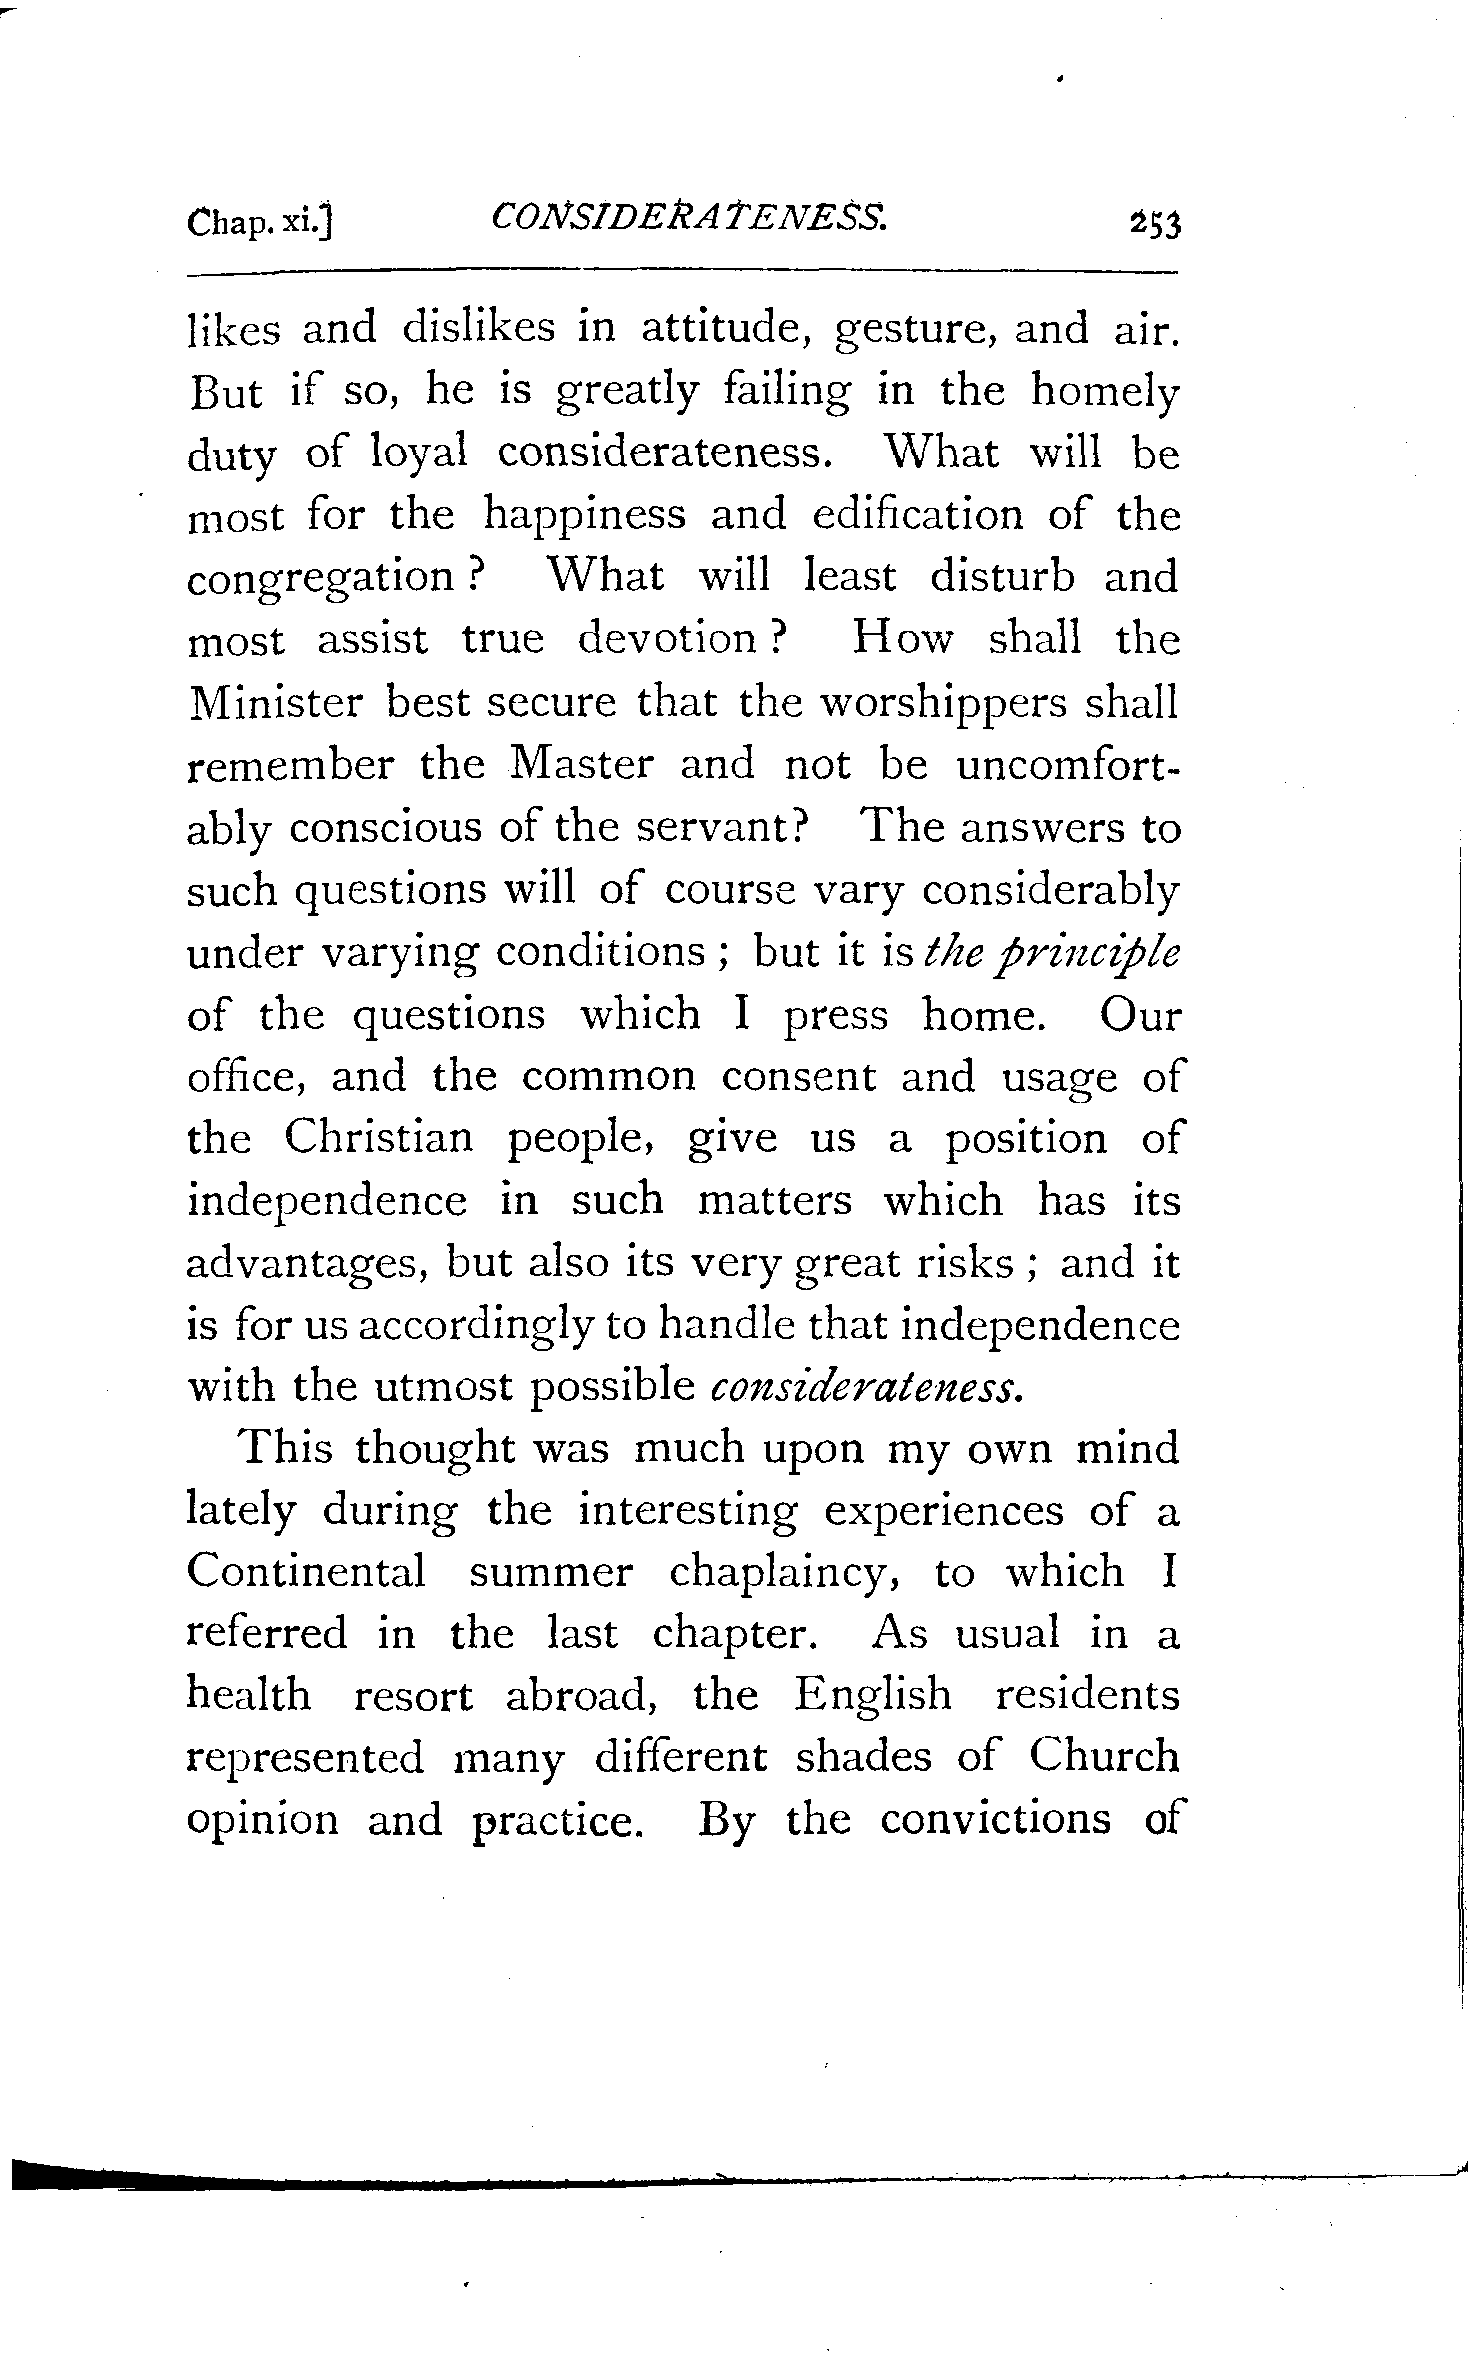 Chap. xi.] CONSIDERATENESS. 253
likes and dislikes in attitude, gesture, and air.
But if so, he is greatly failing in the homely
duty of loyal considerateness. What will be
most for the happiness and edification of the
congregation ? What will least disturb and
most assist true devotion ? How shall the
Minister best secure that the worshippers shall
remember the Master and not be uncomfort-
ably conscious of the servant? The answers to
such questions will of course vary considerably
under varying conditions ; but it is the principle
of the questions which I press home. Our
office, and the common consent and usage of
the Christian people, give us a position of
independence in such matters which has its
advantages, but also its very great risks ; and it
is for us accordingly to handle that independence
with the utmost possible considerateness.
This thought was much upon my own mind
lately during the interesting experiences of a
Continental summer chaplaincy, to which I
referred in the last chapter. As usual in a
health resort abroad, the English residents
represented many different shades of Church
opinion and practice. By the convictions of